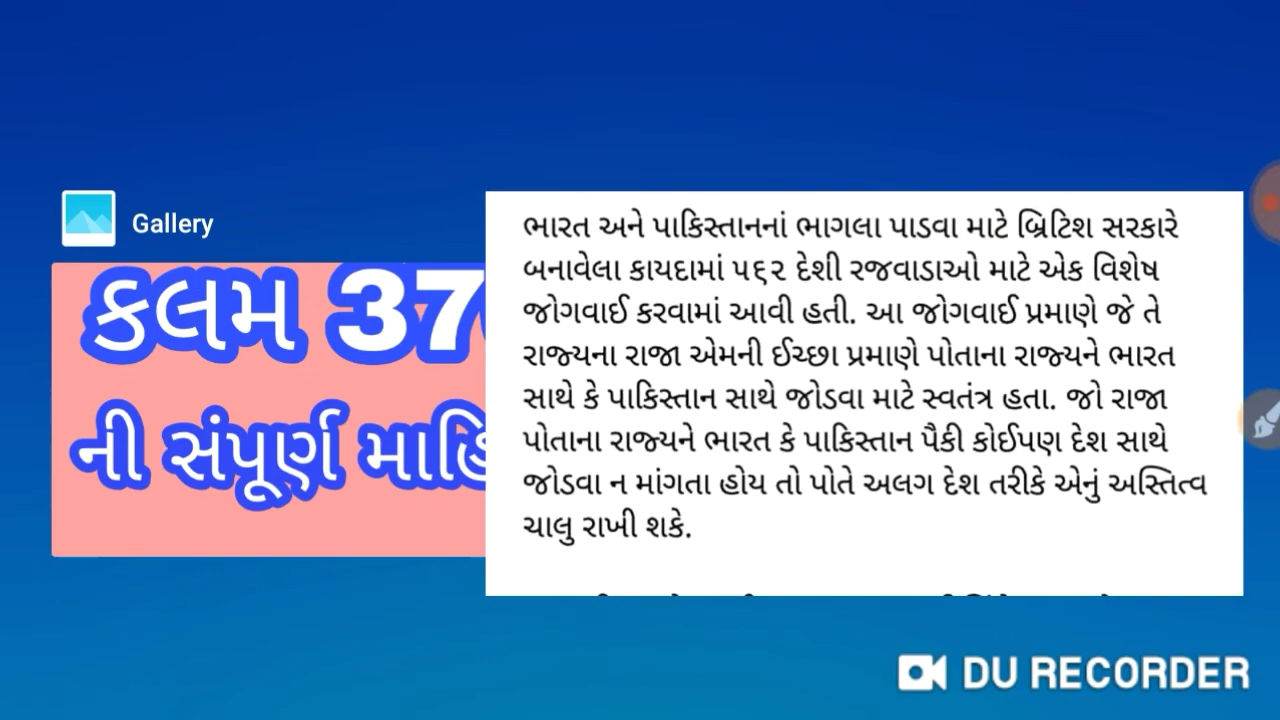 Gallery
કલમ
ની સંપૂર્ણ
ભારત અને પાકિસ્તાનનાં ભાગલા પાડવા માટે બ્રિટિશ સરકારે
બનાવેલા કાયદામાં ૫૬૨ દેશી રજવાડાઓ માટે એક વિશેષ
જોગવાઈ કરવામાં આવી હતી. આ જોગવાઈ પ્રમાણે જે તે
રાજ્યના રાજા એમની ઈચ્છા પ્રમાણે પોતાના રાજ્યને ભારત
સાથે કે પાકિસ્તાન સાથે જોડવા માટે સ્વતંત્ર હતા. જો રાજા
પોતાના રાજ્યને ભારત કે પાકિસ્તાન પૈકી કોઈપણ દેશ સાથે
જોડવા ન માંગતા હોય તો પોતે અલગ દેશ તરીકે એનું અસ્તિત્વ
ચાલુ રાખી શકે.
DU RECORDER